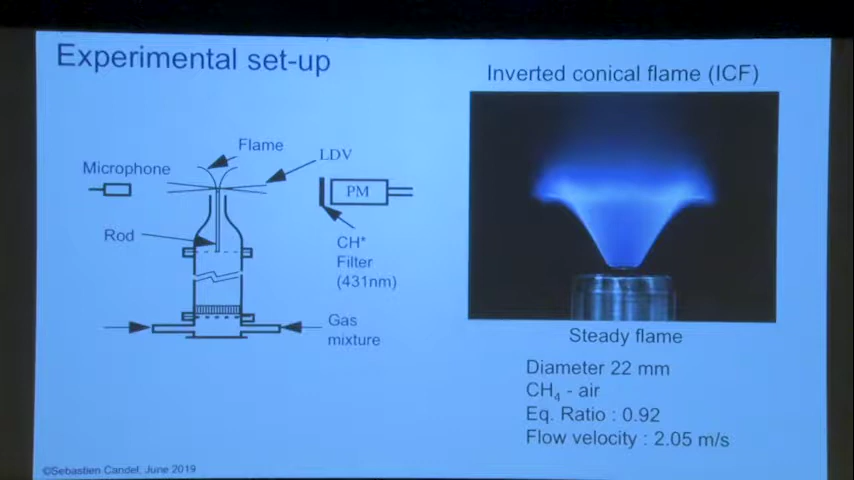 Experimental set-up
Inverted conical flame (ICF)
Flame
LDV
Microphone
PM
Rod
CH*
Filter
(431nm)
Gas
mixture
Steady flame
Diameter 22 mm
CH₄ - air
Eq. Ratio : 0.92
Flow velocity : 2.05 m/s
©Sebastien Candel, June 2019